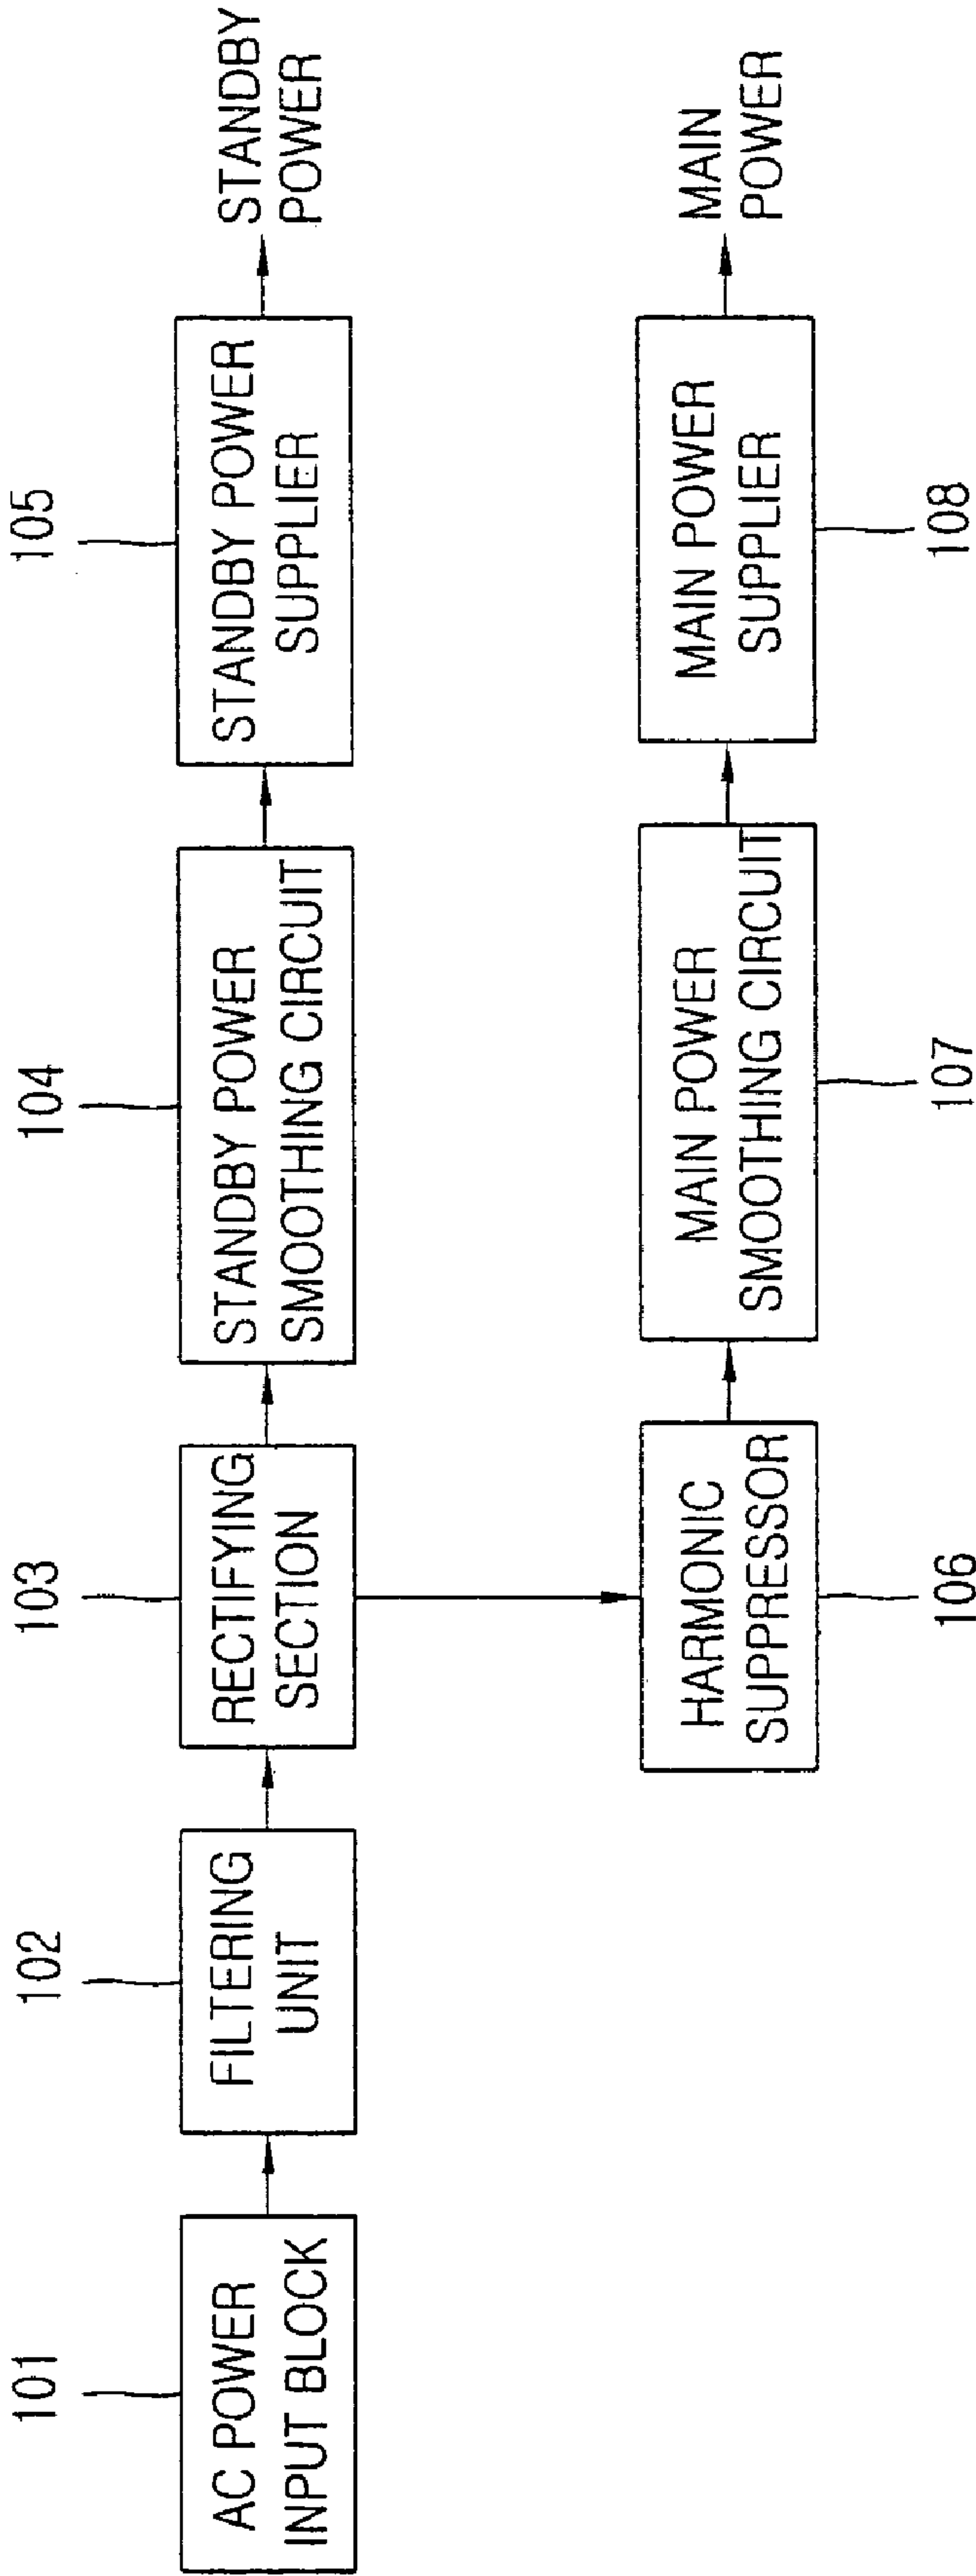 101
AC POWER
INPUT BLOCK
102
FILTERING
UNIT
103
RECTIFYING
SECTION
104
STANDBY POWER
SMOOTHING CIRCUIT
105
STANDBY POWER
SUPPLIER
STANDBY
POWER
HARMONIC
SUPPRESSOR
106
MAIN POWER
SMOOTHING CIRCUIT
107
MAIN POWER
SUPPLIER
108
MAIN
POWER